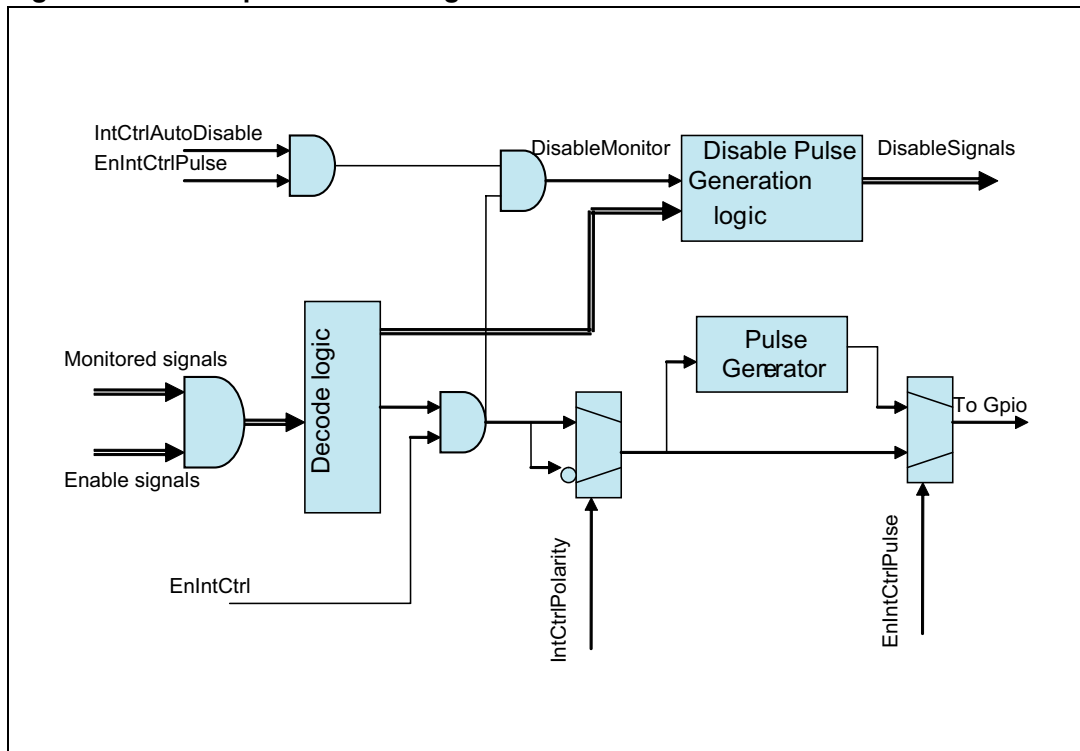 IntCtrlAutoDisable
EnIntCtrlPulse
DisableMonitor
Disable Pulse
Generation
logic
DisableSignals
Monitored signals
Enable signals
Decode logic
Pulse
Generator
To Gpio
EnIntCtrl
IntCtrlPolarity
EnIntCtrlPulse